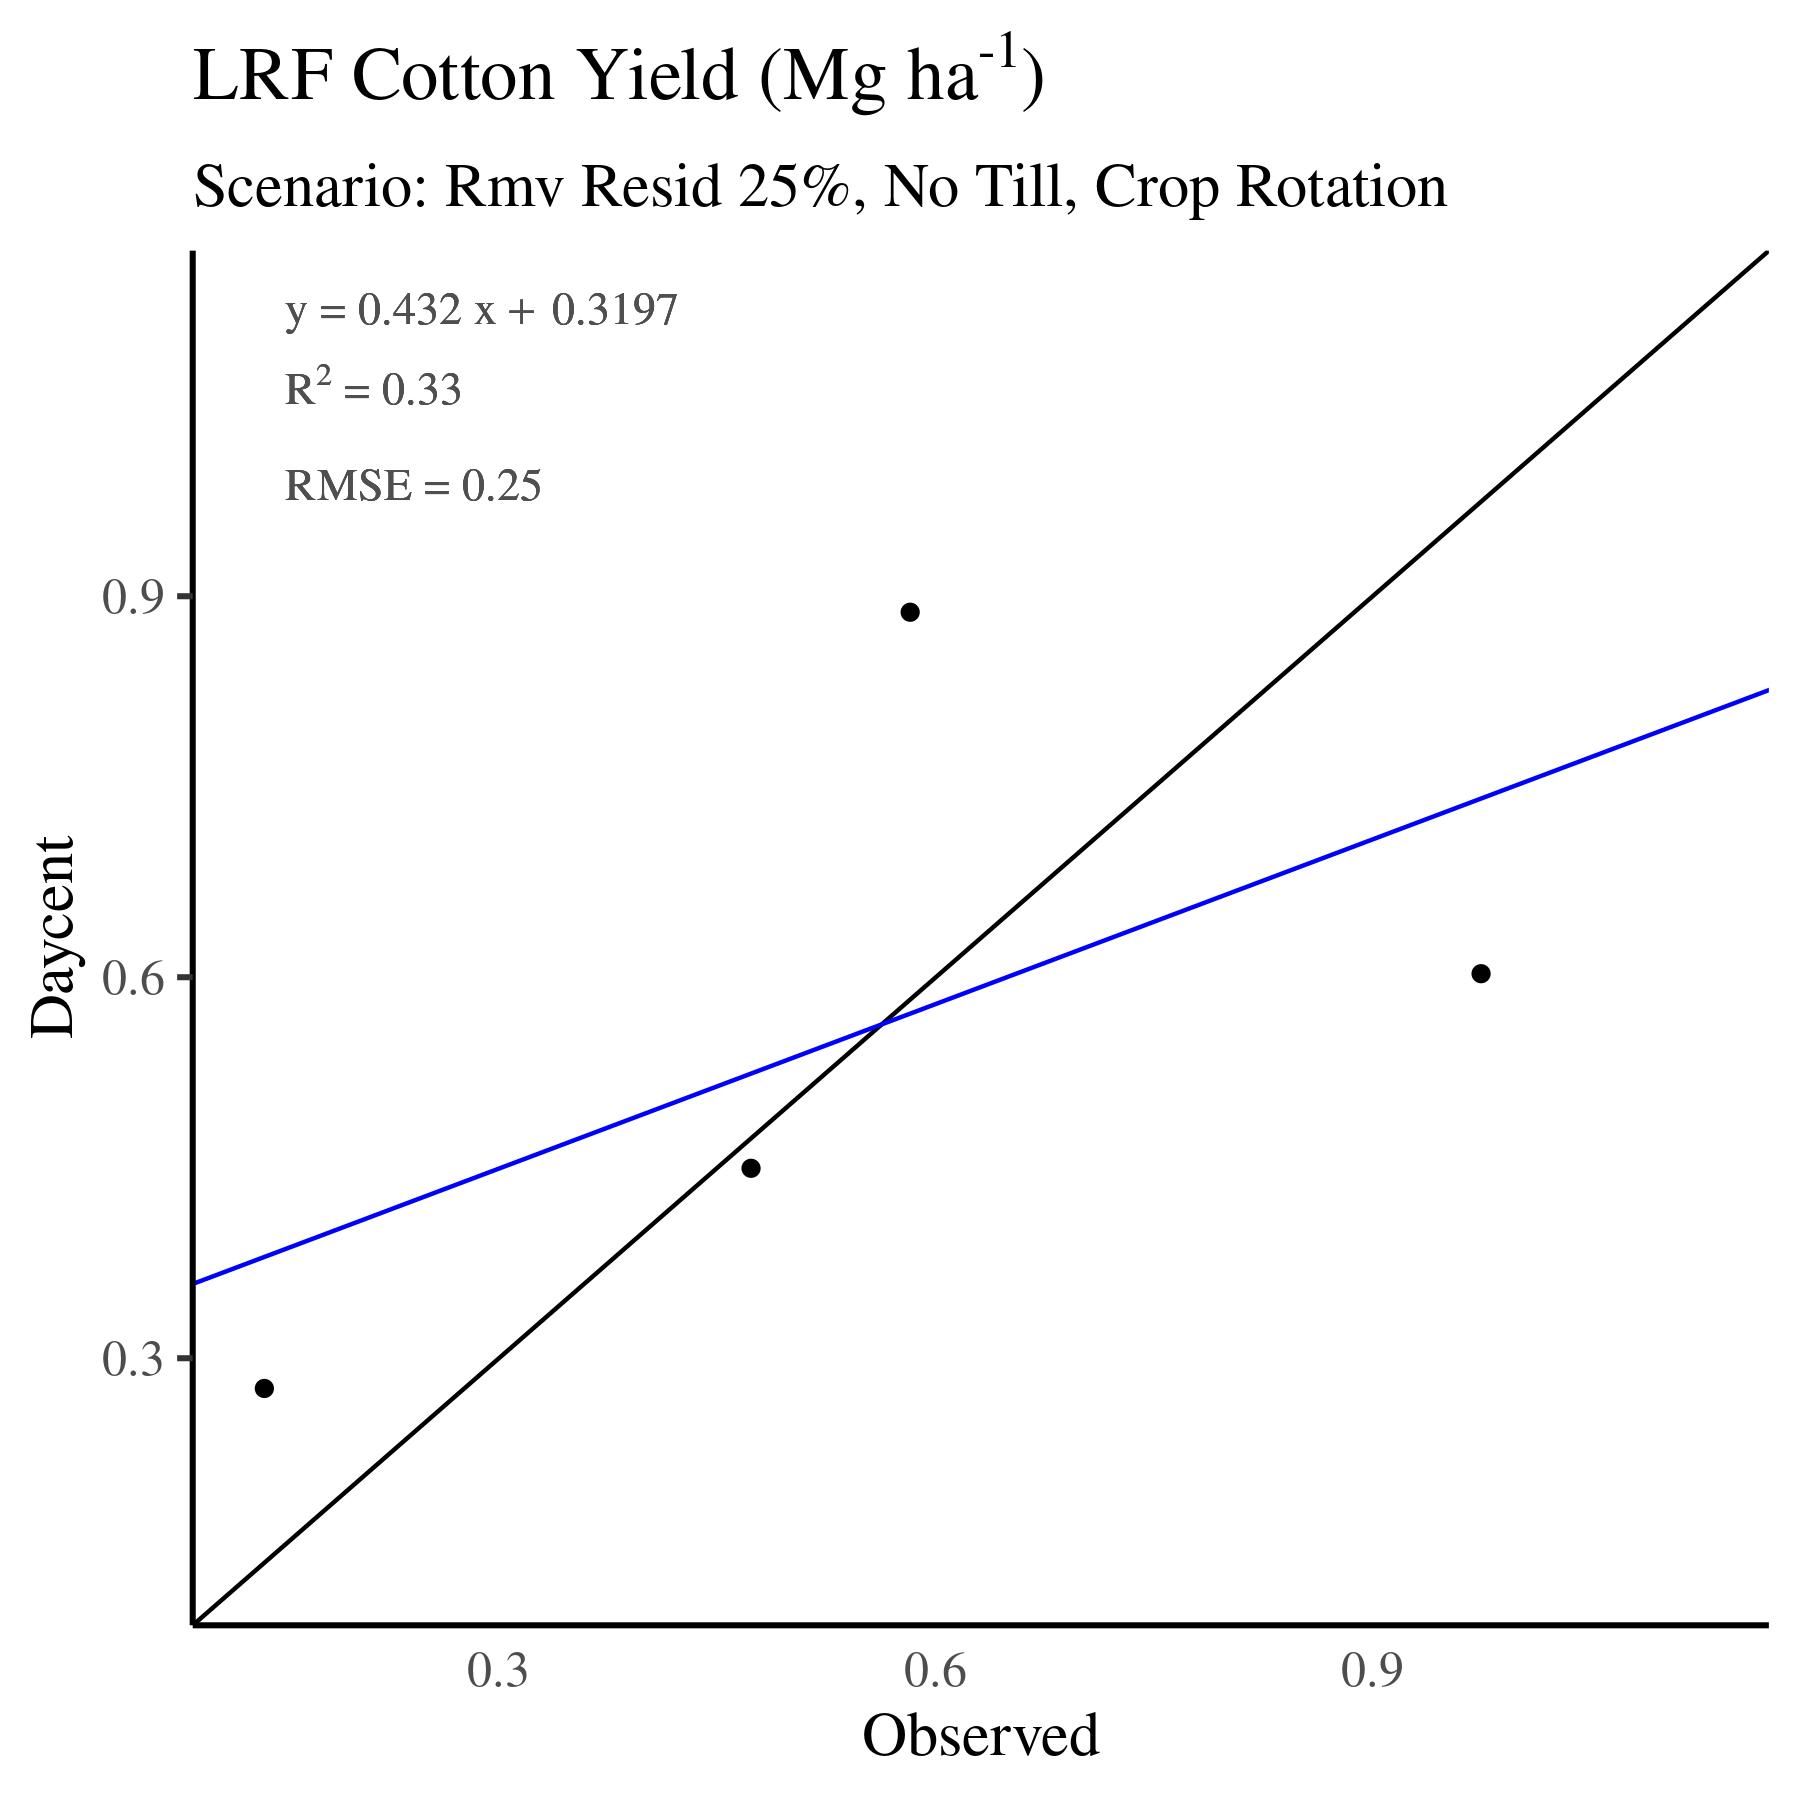 LRF Cotton Yield (Mg ha⁻¹)
Scenario: Rmv Resid 25%, No Till, Crop Rotation
y = 0.432 x + 0.3197
R² = 0.33
RMSE = 0.25
0.9
0.6
0.3
Daycent
0.3 0.6 0.9
Observed